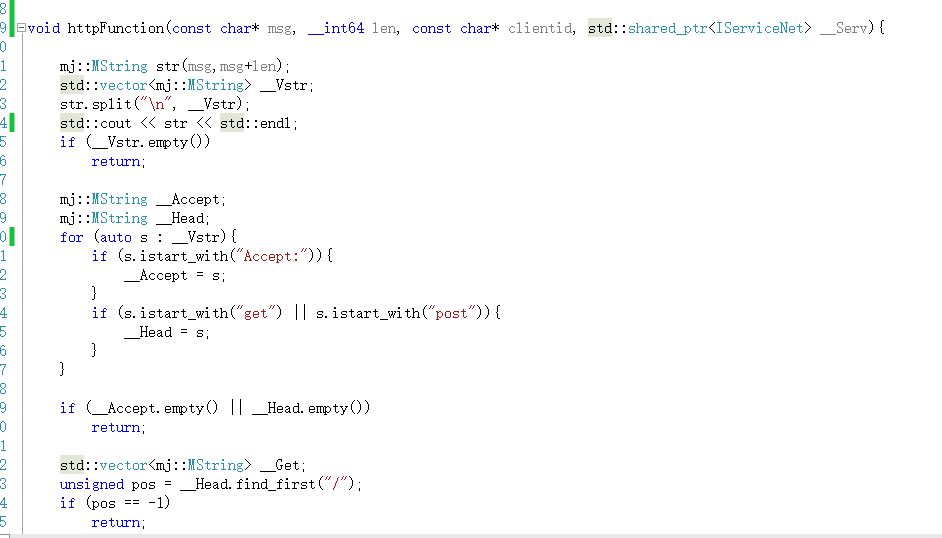 8
9 void httpFunction(const char* msg, __int64 len, const char* clientid, std::shared_ptr<IServiceNet> __Serv){
0
1 mj::MString str(msg,msg+len);
2 std::vector<mj::MString> __Vstr;
3 str.split("\n", __Vstr);
4 std::cout << str << std::endl;
5 if (__Vstr.empty())
6 return;
7
8 mj::MString __Accept;
9 mj::MString __Head;
0 for (auto s : __Vstr){
1 if (s.istart_with("Accept:")){
2 __Accept = s;
3 }
4 if (s.istart_with("get") || s.istart_with("post")){
5 __Head = s;
6 }
7 }
8
9 if (__Accept.empty() || __Head.empty())
0 return;
1
2 std::vector<mj::MString> __Get;
3 unsigned pos = __Head.find_first("/");
4 if (pos == -1)
5 return;